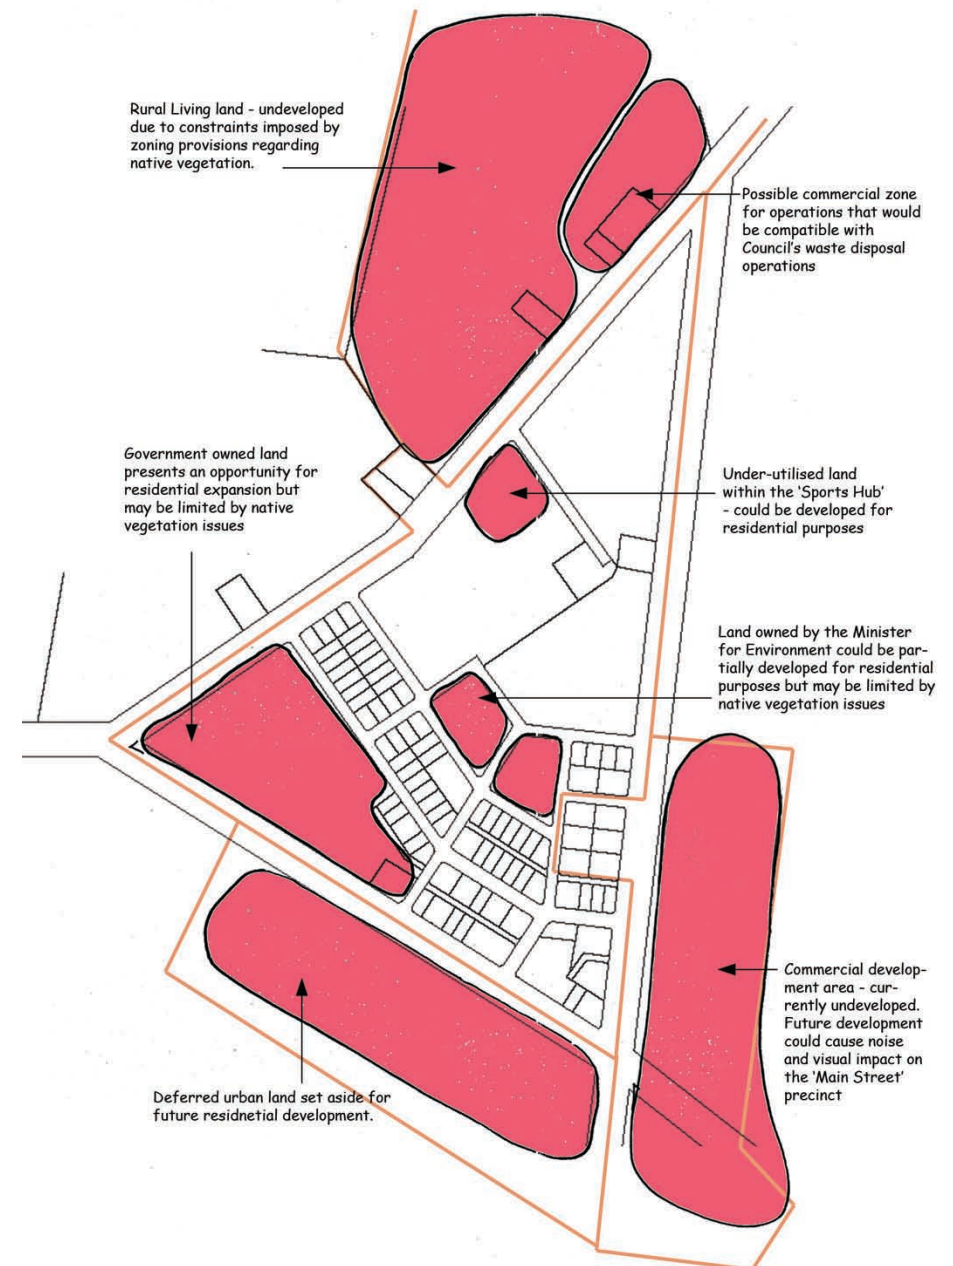 Rural Living land - undeveloped
due to constraints imposed by
zoning provisions regarding
native vegetation.
Possible commercial zone
for operations that would
be compatible with
Council's waste disposal
operations
Government owned land
presents an opportunity for
residential expansion but
may be limited by native
vegetation issues
Under-utilised land
within the 'Sports Hub'
- could be developed for
residential purposes
Land owned by the Minister
for Environment could be par-
tially developed for residential
purposes but may be limited by
native vegetation issues
Commercial develop-
ment area - cur-
rently undeveloped.
Future development
could cause noise
and visual impact on
the 'Main Street'
precinct
Deferred urban land set aside for
future residnetial development.